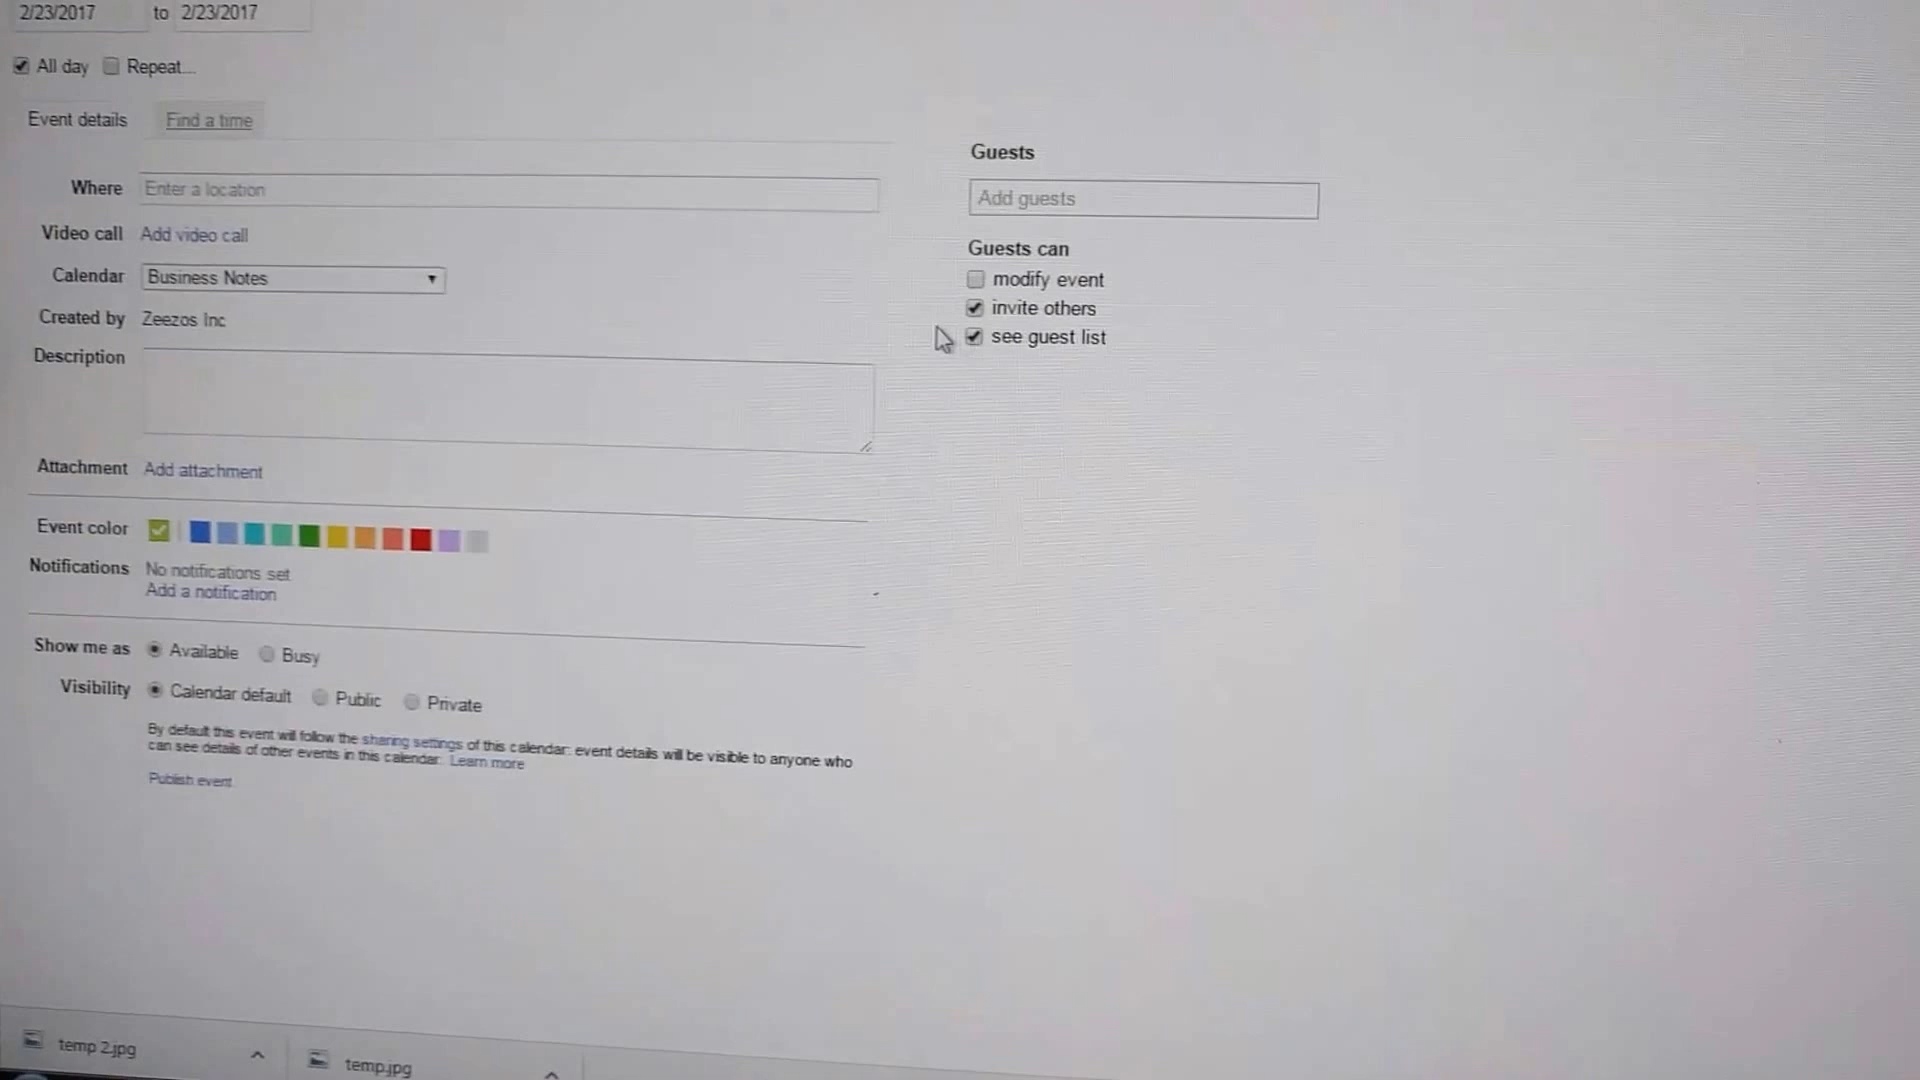 2/23/2017 to 2/23/2017
All day Repeat...
Event details Find a time
Guests
Where Enter a location
Add guests
Video call Add video call
Guests can
Calendar Business Notes
modify event
invite others
Created by Zeezos Inc
see guest list
Description
Attachment Add attachment
Event color
Notifications No notifications set
Add a notification
Show me as Available Busy
Visibility Calendar default Public Private
By default this event will follow the sharing settings of this calendar: event details will be visible to anyone who
can see details of other events in this calendar. Learn more
Publish event
temp 2.jpg temp.jpg